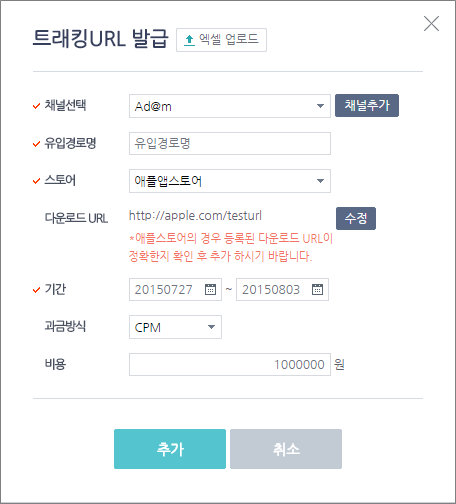 트래킹URL 발급 엑셀 업로드
채널선택 Ad@m 채널추가
유입경로명 유입경로명
스토어 애플앱스토어
다운로드 URL http://apple.com/testurl 수정
*애플스토어의 경우 등록된 다운로드 URL이
정확한지 확인 후 추가 하시기 바랍니다.
기간 20150727 ~ 20150803
과금방식 CPM
비용 1000000 원
추가 취소